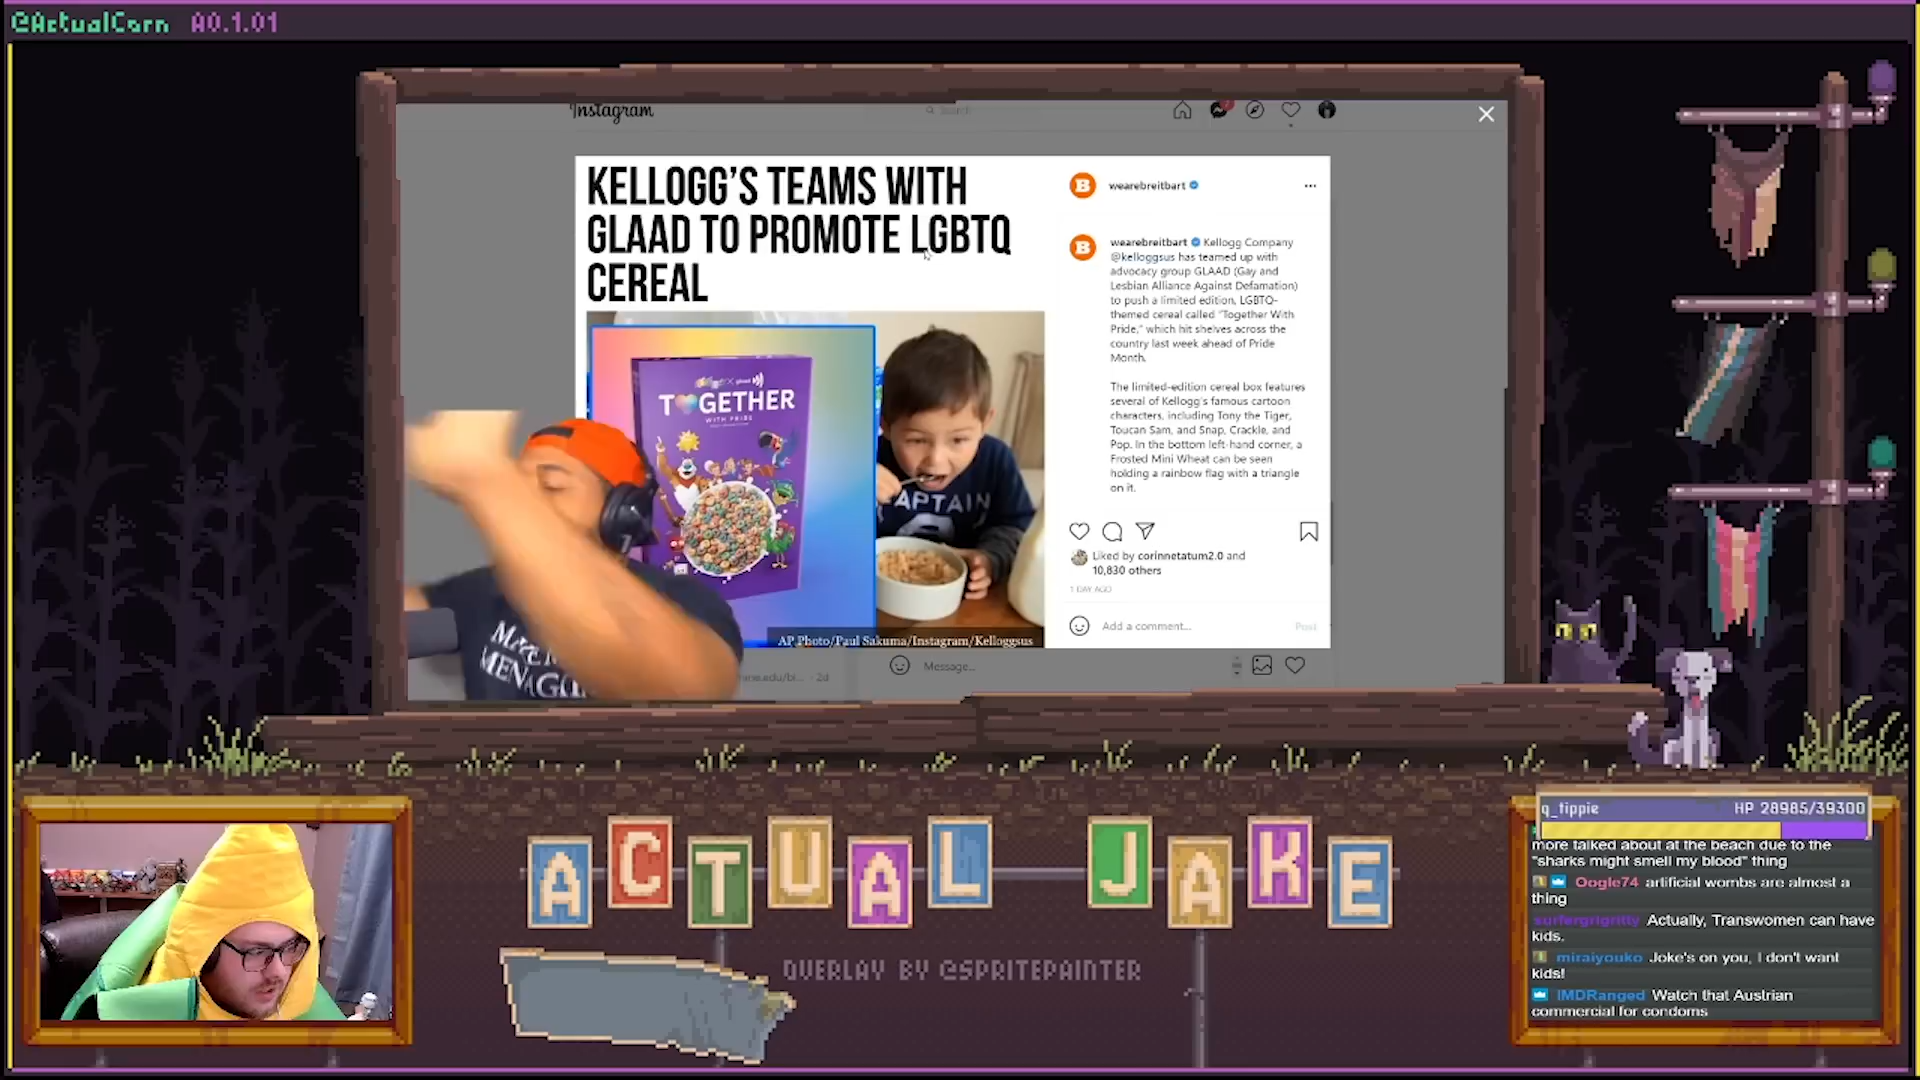 @ActualCorn A0.1.01
Instagram
Search
KELLOGG'S TEAMS WITH
GLAAD TO PROMOTE LGBTQ
CEREAL
glaad
TOGETHER
WITH PRIDE
APTAIN
AP Photo/Paul Sakuma/Instagram/Kelloggsus
MENAG
wearebreitbart
...
wearebreitbart Kellogg Company
@kelloggsus has teamed up with
advocacy group GLAAD (Gay and
Lesbian Alliance Against Defamation)
to push a limited edition, LGBTQ-
themed cereal called "Together With
Pride," which hit shelves across the
country last week ahead of Pride
Month.
The limited-edition cereal box features
several of Kellogg's famous cartoon
characters, including Tony the Tiger,
Toucan Sam, and Snap, Crackle, and
Pop. In the bottom left-hand corner, a
Frosted Mini Wheat can be seen
holding a rainbow flag with a triangle
on it.
Liked by corinnetatum2.0 and
10,830 others
1 DAY AGO
Add a comment...
Post
Message...
2d
ACTUAL JAKE
OVERLAY BY @SPRITEPAINTER
q_tippie HP 28985/39300
more talked about at the beach due to the
"sharks might smell my blood" thing
Oogle74 artificial wombs are almost a
thing
surfergrigritty Actually, Transwomen can have
kids.
miraiyouko Joke's on you, I don't want
kids!
IMDRanged Watch that Austrian
commercial for condoms